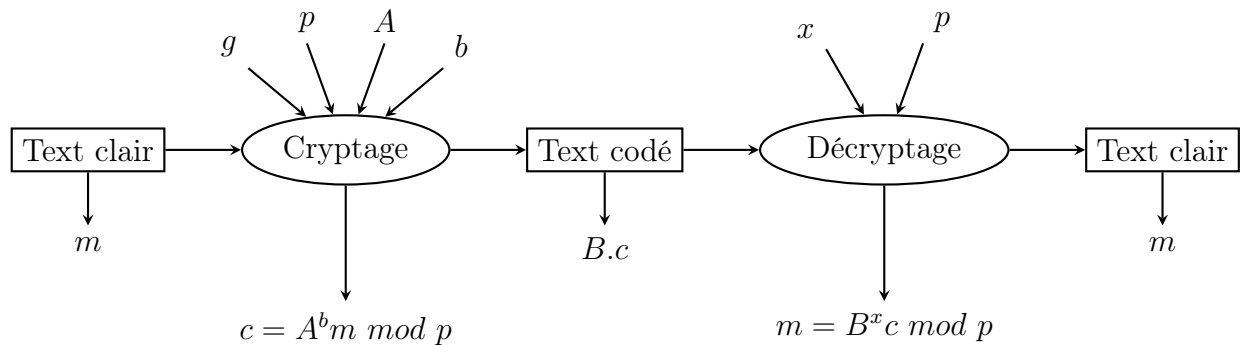 g
p
A
b
x
p
Text clair
Cryptage
Text codé
Décryptage
Text clair
m
B.c
m
c = A^b m mod p
m = B^x c mod p